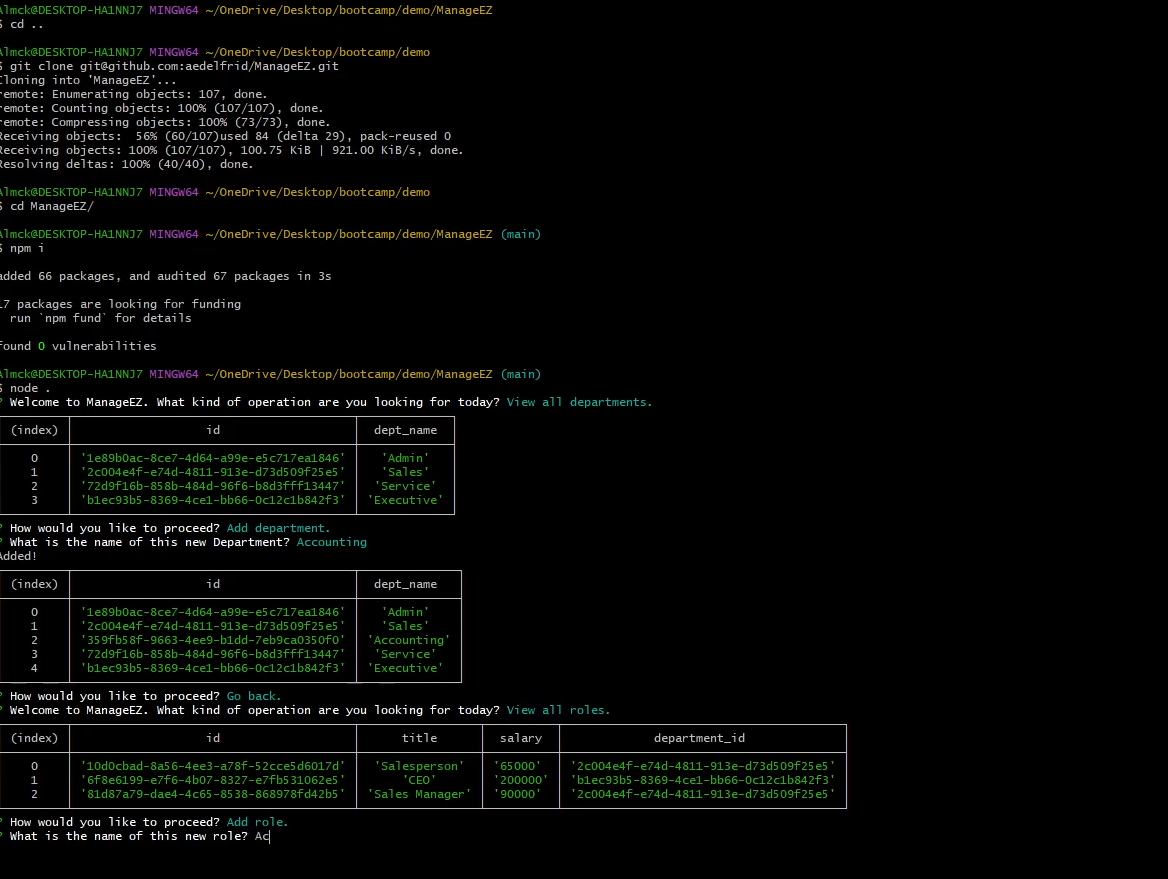 Almck@DESKTOP-HA1NNJ7 MINGW64 ~/OneDrive/Desktop/bootcamp/demo/ManageEZ
$ cd ..
Almck@DESKTOP-HA1NNJ7 MINGW64 ~/OneDrive/Desktop/bootcamp/demo
$ git clone git@github.com:aedelfrid/ManageEZ.git
Cloning into 'ManageEZ'...
remote: Enumerating objects: 107, done.
remote: Counting objects: 100% (107/107), done.
remote: Compressing objects: 100% (73/73), done.
Receiving objects:  56% (60/107)used 84 (delta 29), pack-reused 0
Receiving objects: 100% (107/107), 100.75 KiB | 921.00 KiB/s, done.
Resolving deltas: 100% (40/40), done.
Almck@DESKTOP-HA1NNJ7 MINGW64 ~/OneDrive/Desktop/bootcamp/demo
$ cd ManageEZ/
Almck@DESKTOP-HA1NNJ7 MINGW64 ~/OneDrive/Desktop/bootcamp/demo/ManageEZ (main)
$ npm i
added 66 packages, and audited 67 packages in 3s
17 packages are looking for funding
run `npm fund` for details
found 0 vulnerabilities
Almck@DESKTOP-HA1NNJ7 MINGW64 ~/OneDrive/Desktop/bootcamp/demo/ManageEZ (main)
$ node .
? Welcome to ManageEZ. What kind of operation are you looking for today? View all departments.
(index) id dept_name
0 '1e89b0ac-8ce7-4d64-a99e-e5c717ea1846' 'Admin'
1 '2c004e4f-e74d-4811-913e-d73d509f25e5' 'Sales'
2 '72d9f16b-858b-484d-96f6-b8d3fff13447' 'Service'
3 'b1ec93b5-8369-4ce1-bb66-0c12c1b842f3' 'Executive'
? How would you like to proceed? Add department.
? What is the name of this new Department? Accounting
Added!
(index) id dept_name
0 '1e89b0ac-8ce7-4d64-a99e-e5c717ea1846' 'Admin'
1 '2c004e4f-e74d-4811-913e-d73d509f25e5' 'Sales'
2 '359fb58f-9663-4ee9-b1dd-7eb9ca0350f0' 'Accounting'
3 '72d9f16b-858b-484d-96f6-b8d3fff13447' 'Service'
4 'b1ec93b5-8369-4ce1-bb66-0c12c1b842f3' 'Executive'
? How would you like to proceed? Go back.
? Welcome to ManageEZ. What kind of operation are you looking for today? View all roles.
(index) id title salary department_id
0 '10d0cbad-8a56-4ee3-a78f-52cce5d6017d' 'Salesperson' '65000' '2c004e4f-e74d-4811-913e-d73d509f25e5'
1 '6f8e6199-e7f6-4b07-8327-e7fb531062e5' 'CEO' '200000' 'b1ec93b5-8369-4ce1-bb66-0c12c1b842f3'
2 '81d87a79-dae4-4c65-8538-868978fd42b5' 'Sales Manager' '90000' '2c004e4f-e74d-4811-913e-d73d509f25e5'
? How would you like to proceed? Add role.
? What is the name of this new role? Ac